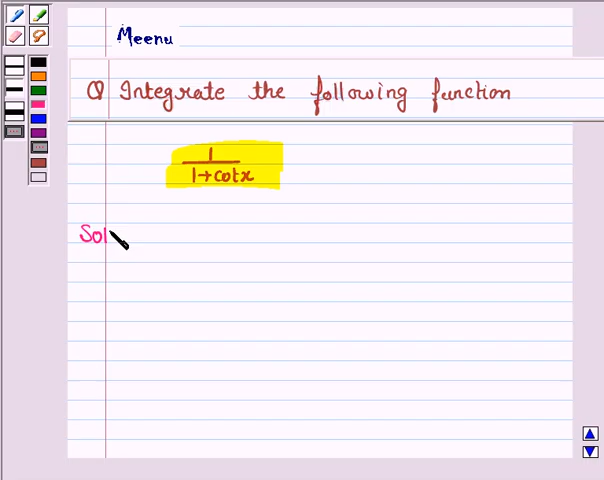 Meenu
Q Integrate the following function
1
1+cotx
Sol